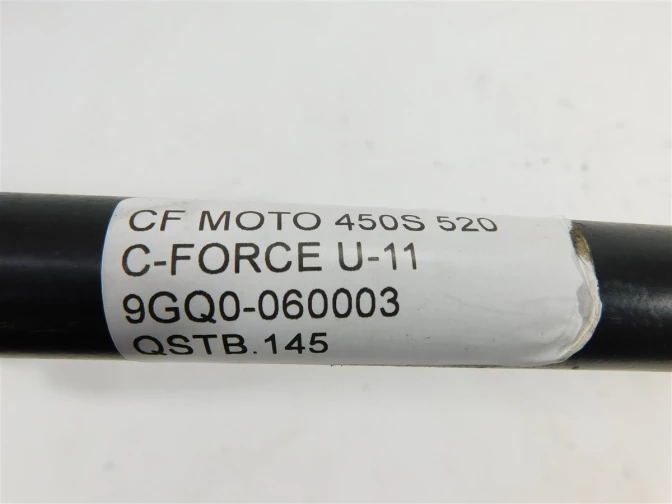 CF MOTO 450S 520
C-FORCE U-11
9GQ0-060003
QSTB.145